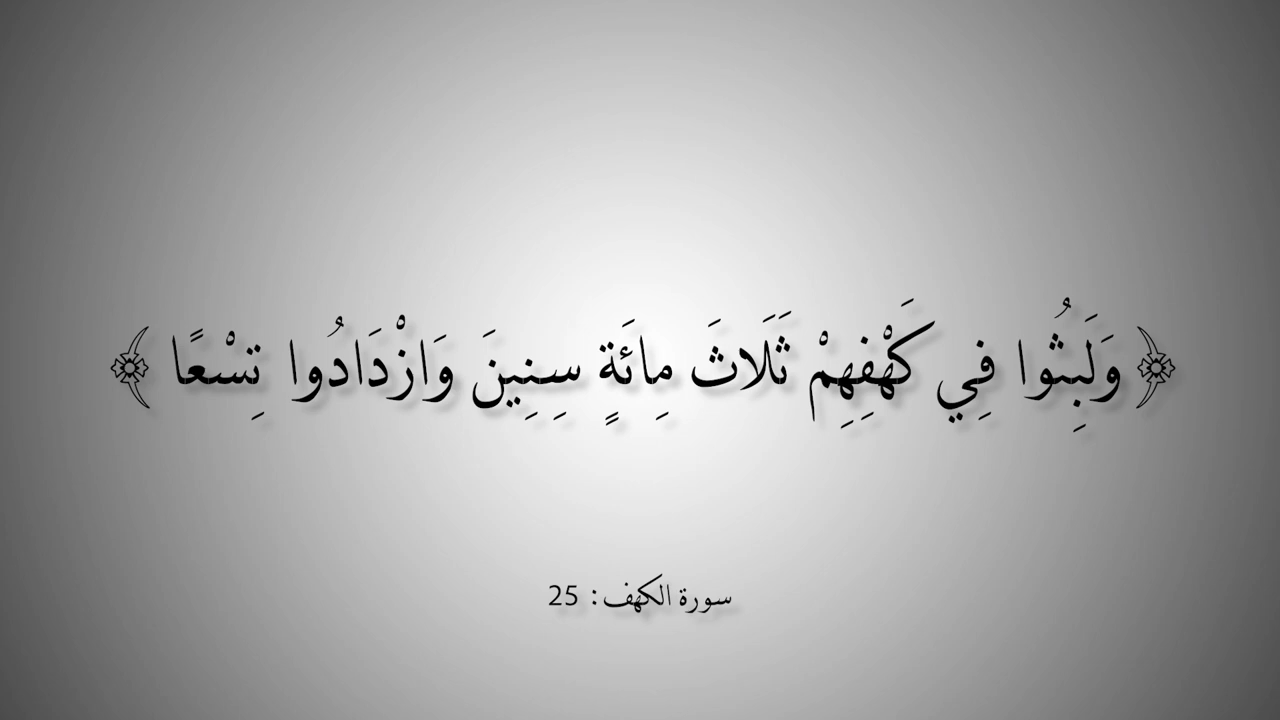 ﴿ وَلَبِثُوا فِي كَهْفِهِمْ ثَلَاثَ مِائَةٍ سِنِينَ وَازْدَادُوا تِسْعًا ﴾
سورة الكهف: 25